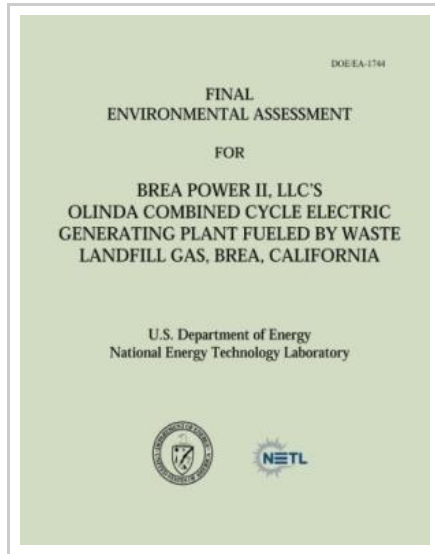 DOE/EA-1744
FINAL
ENVIRONMENTAL ASSESSMENT
FOR
BREA POWER II, LLC'S
OLINDA COMBINED CYCLE ELECTRIC
GENERATING PLANT FUELED BY WASTE
LANDFILL GAS, BREA, CALIFORNIA
U.S. Department of Energy
National Energy Technology Laboratory
NETL